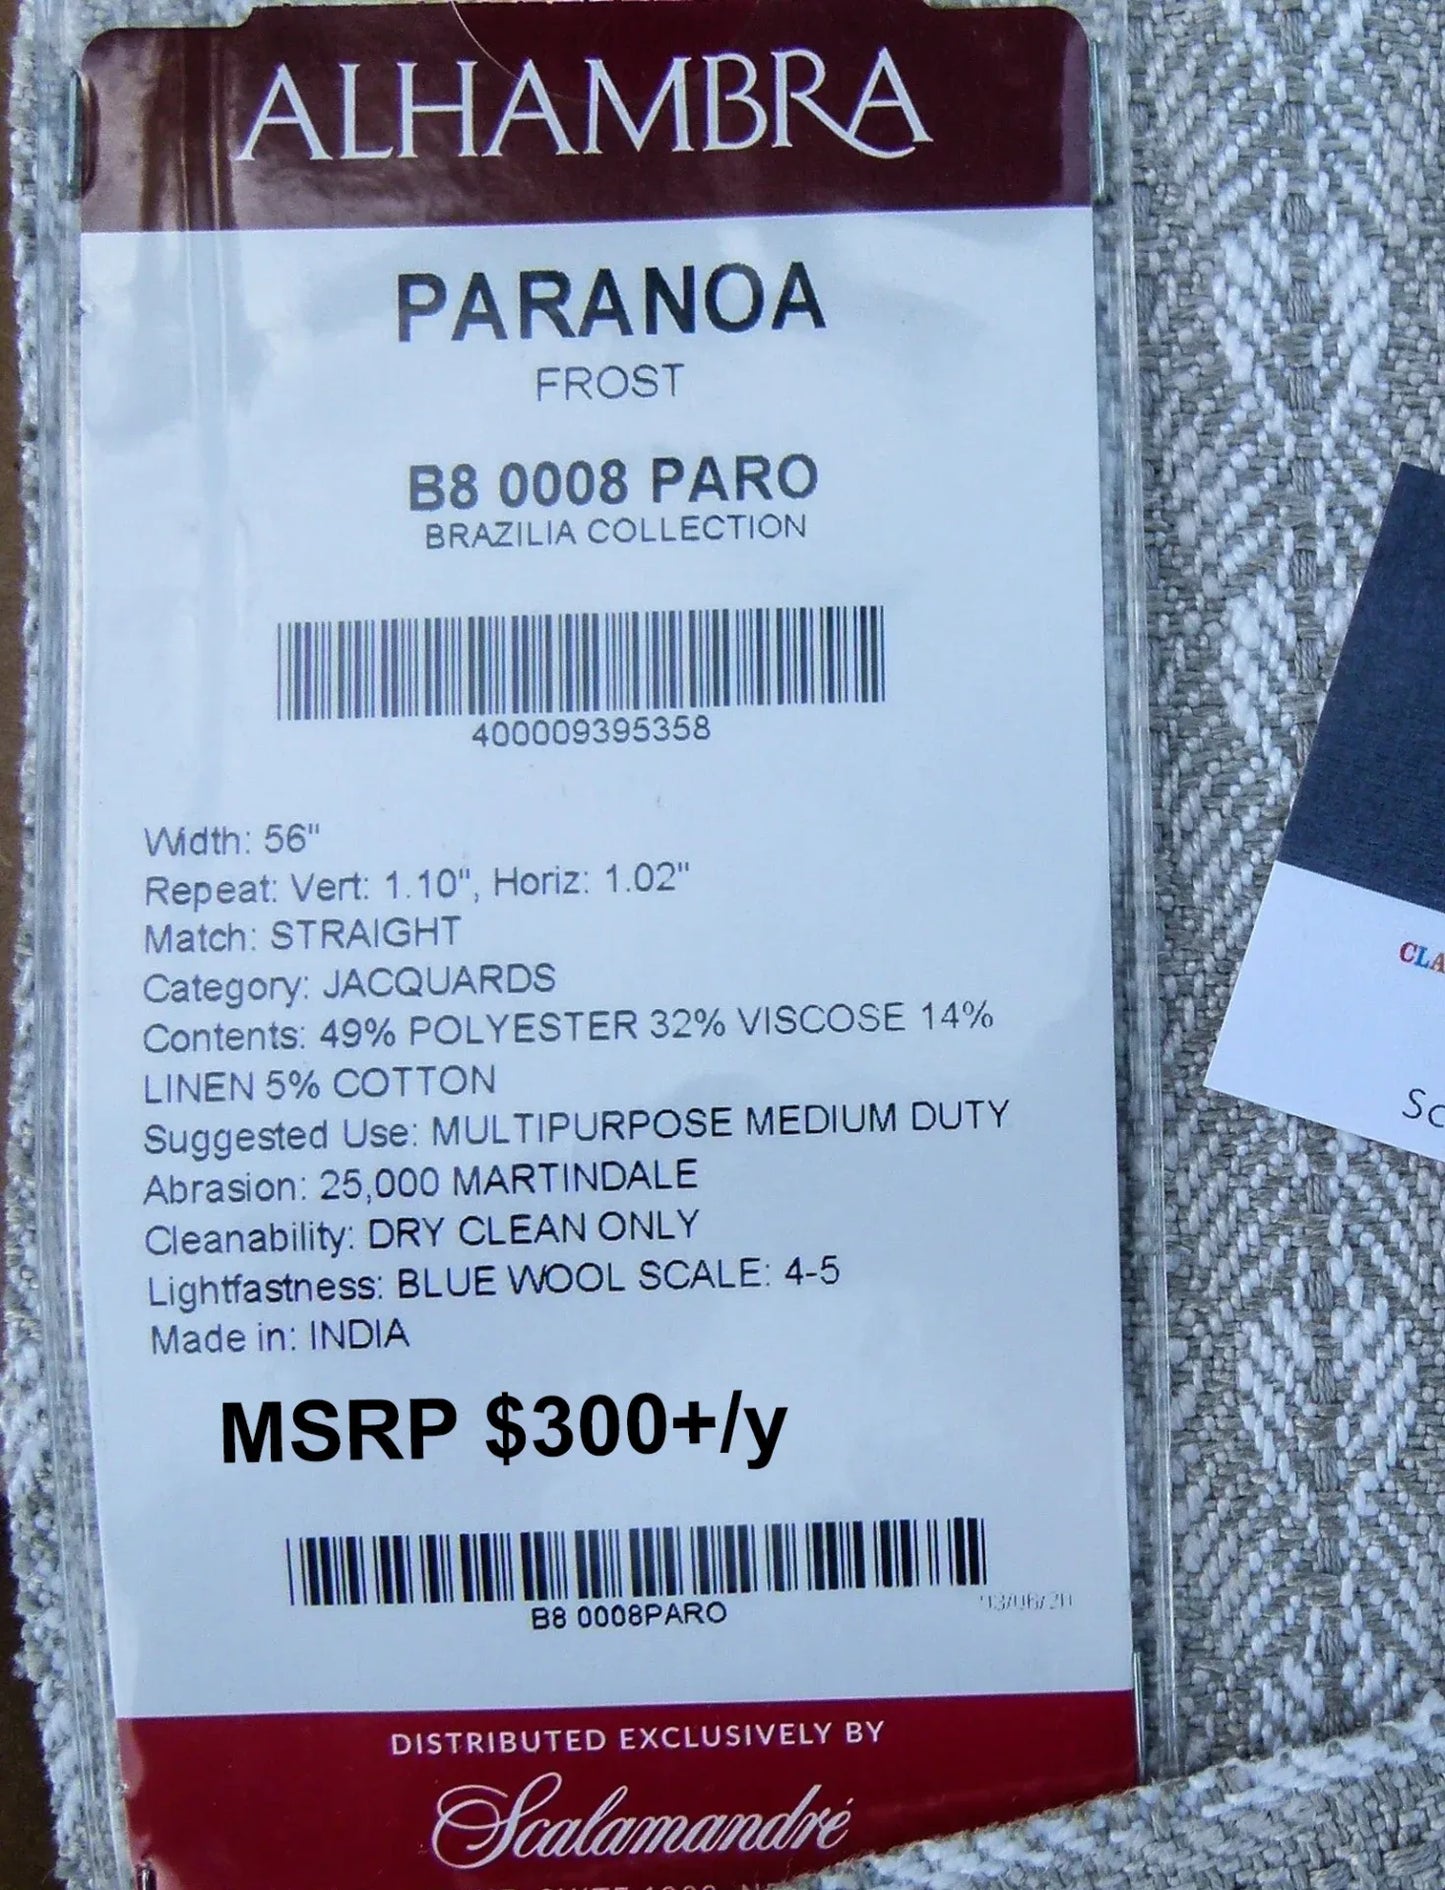 ALHAMBRA
PARANOA
FROST
B8 0008 PARO
BRAZILIA COLLECTION
400009395358
Width: 56"
Repeat: Vert: 1.10", Horiz: 1.02"
Match: STRAIGHT
Category: JACQUARDS
Contents: 49% POLYESTER 32% VISCOSE 14%
LINEN 5% COTTON
Suggested Use: MULTIPURPOSE MEDIUM DUTY
Abrasion: 25,000 MARTINDALE
Cleanability: DRY CLEAN ONLY
Lightfastness: BLUE WOOL SCALE: 4-5
Made in: INDIA
MSRP $300+/y
B8 0008PARO
DISTRIBUTED EXCLUSIVELY BY
Scalamandré
CLA
Sc